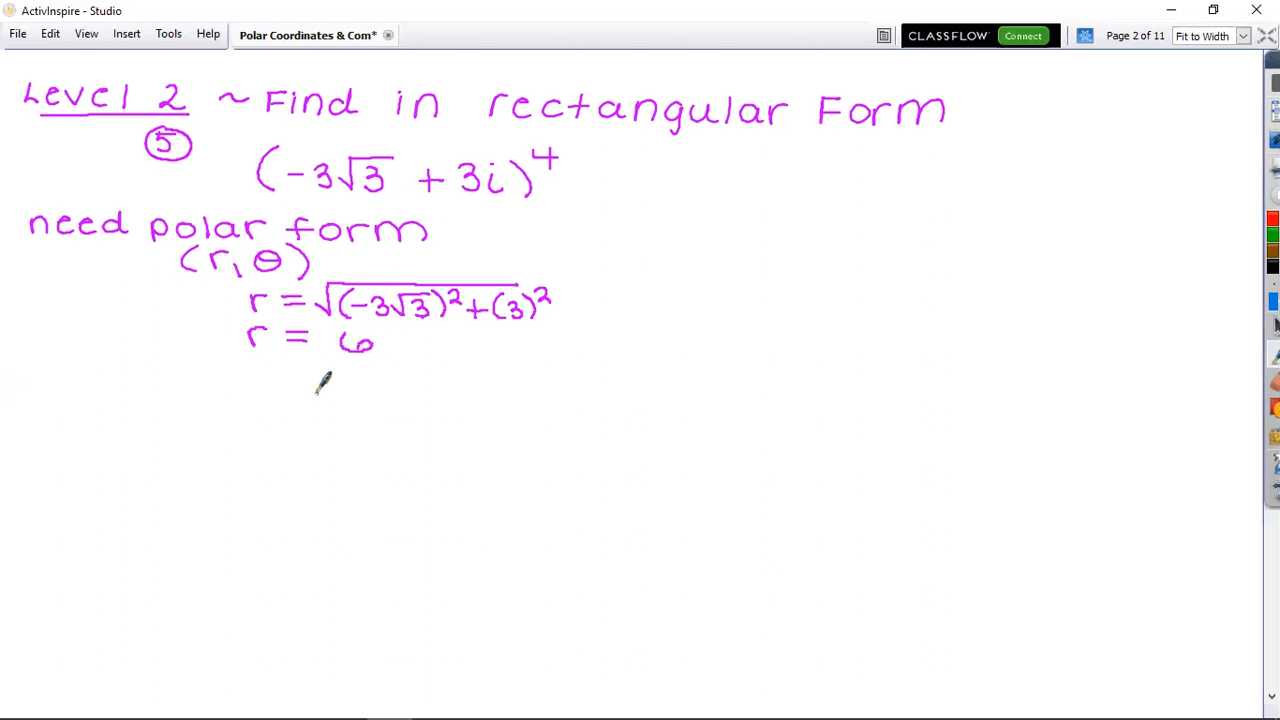 ActivInspire - Studio
File Edit View Insert Tools Help Polar Coordinates & Com* CLASSFLOW Connect Page 2 of 11 Fit to Width
Level 2 ~ Find in rectangular Form
5 (-3√3 + 3i)^4
need polar form
(r, θ)
r = √(-3√3)^2 + (3)^2
r = 6